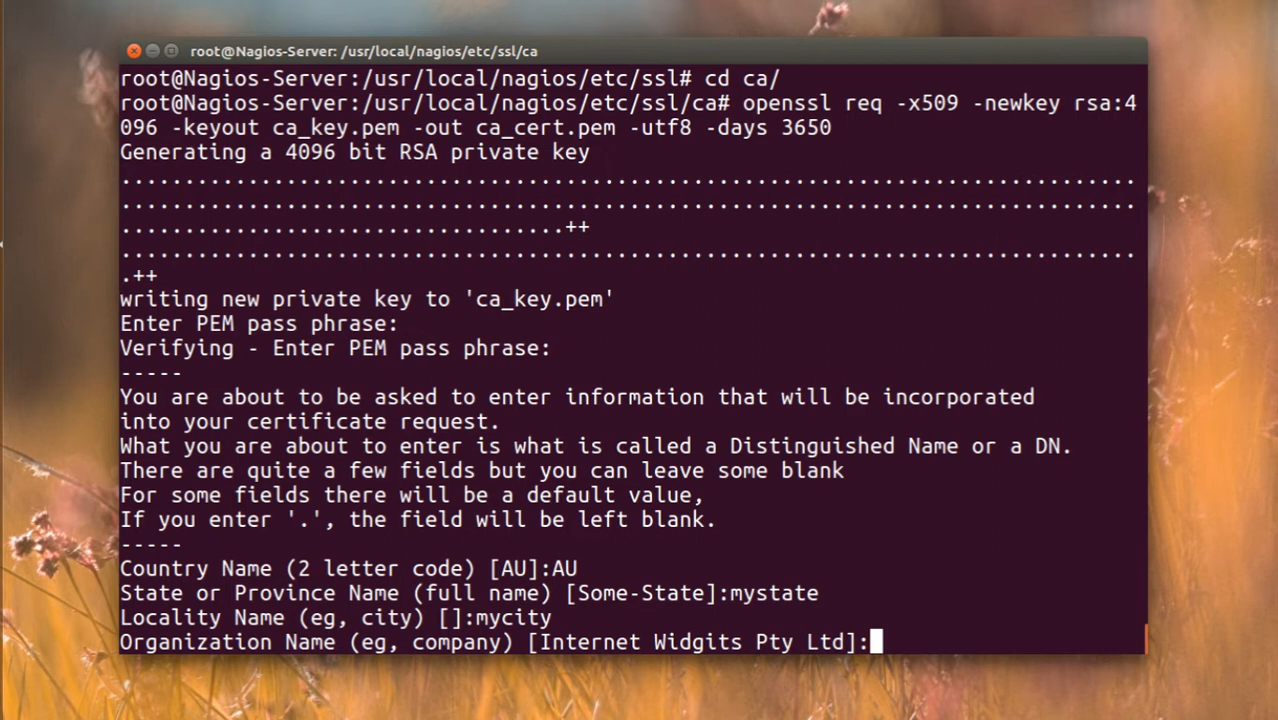 root@Nagios-Server: /usr/local/nagios/etc/ssl/ca
root@Nagios-Server:/usr/local/nagios/etc/ssl# cd ca/
root@Nagios-Server:/usr/local/nagios/etc/ssl/ca# openssl req -x509 -newkey rsa:4
096 -keyout ca_key.pem -out ca_cert.pem -utf8 -days 3650
Generating a 4096 bit RSA private key
................................................................................
................................................................................
...................................++
................................................................................
.++
writing new private key to 'ca_key.pem'
Enter PEM pass phrase:
Verifying - Enter PEM pass phrase:
-----
You are about to be asked to enter information that will be incorporated
into your certificate request.
What you are about to enter is what is called a Distinguished Name or a DN.
There are quite a few fields but you can leave some blank
For some fields there will be a default value,
If you enter '.', the field will be left blank.
-----
Country Name (2 letter code) [AU]:AU
State or Province Name (full name) [Some-State]:mystate
Locality Name (eg, city) []:mycity
Organization Name (eg, company) [Internet Widgits Pty Ltd]: